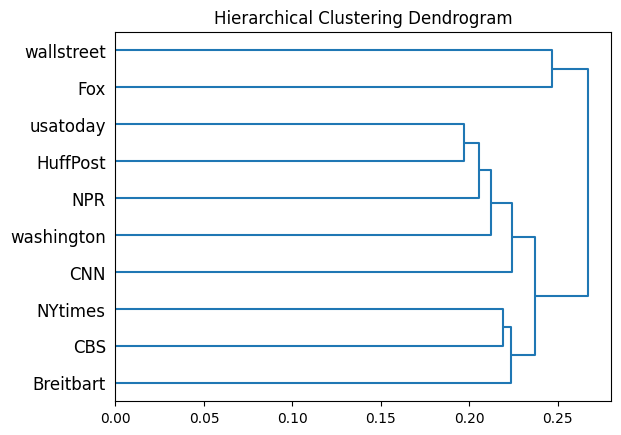 Hierarchical Clustering Dendrogram
wallstreet
Fox
usatoday
HuffPost
NPR
washington
CNN
NYtimes
CBS
Breitbart
0.00 0.05 0.10 0.15 0.20 0.25